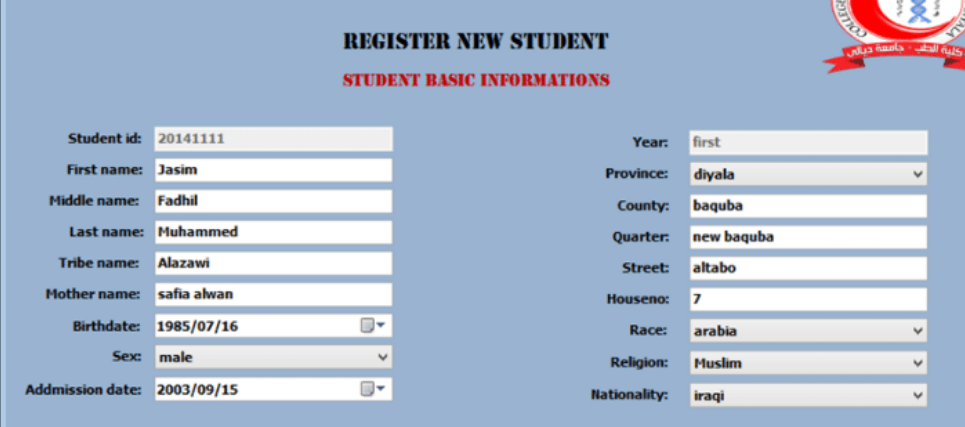 REGISTER NEW STUDENT
STUDENT BASIC INFORMATIONS
كلية الطب - جامعة ديالى
Student id: 20141111
First name: Jasim
Middle name: Fadhil
Last name: Muhammed
Tribe name: Alazawi
Mother name: safia alwan
Birthdate: 1985/07/16
Sex: male
Addmission date: 2003/09/15
Year: first
Province: diyala
County: baquba
Quarter: new baquba
Street: altabo
Houseno: 7
Race: arabia
Religion: Muslim
Nationality: iraqi